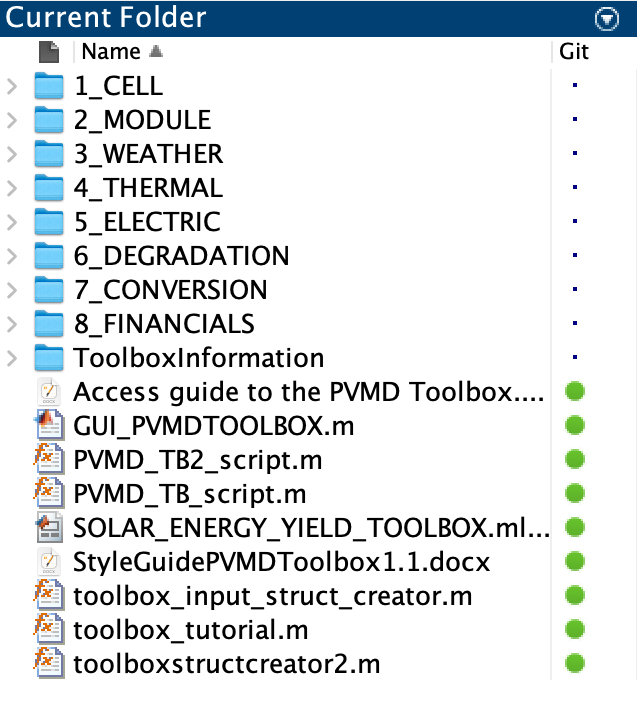 Current Folder
Name Git
1_CELL
2_MODULE
3_WEATHER
4_THERMAL
5_ELECTRIC
6_DEGRADATION
7_CONVERSION
8_FINANCIALS
ToolboxInformation
Access guide to the PVMD Toolbox....
GUI_PVMDTOOLBOX.m
PVMD_TB2_script.m
PVMD_TB_script.m
SOLAR_ENERGY_YIELD_TOOLBOX.ml...
StyleGuidePVMDToolbox1.1.docx
toolbox_input_struct_creator.m
toolbox_tutorial.m
toolboxstructcreator2.m